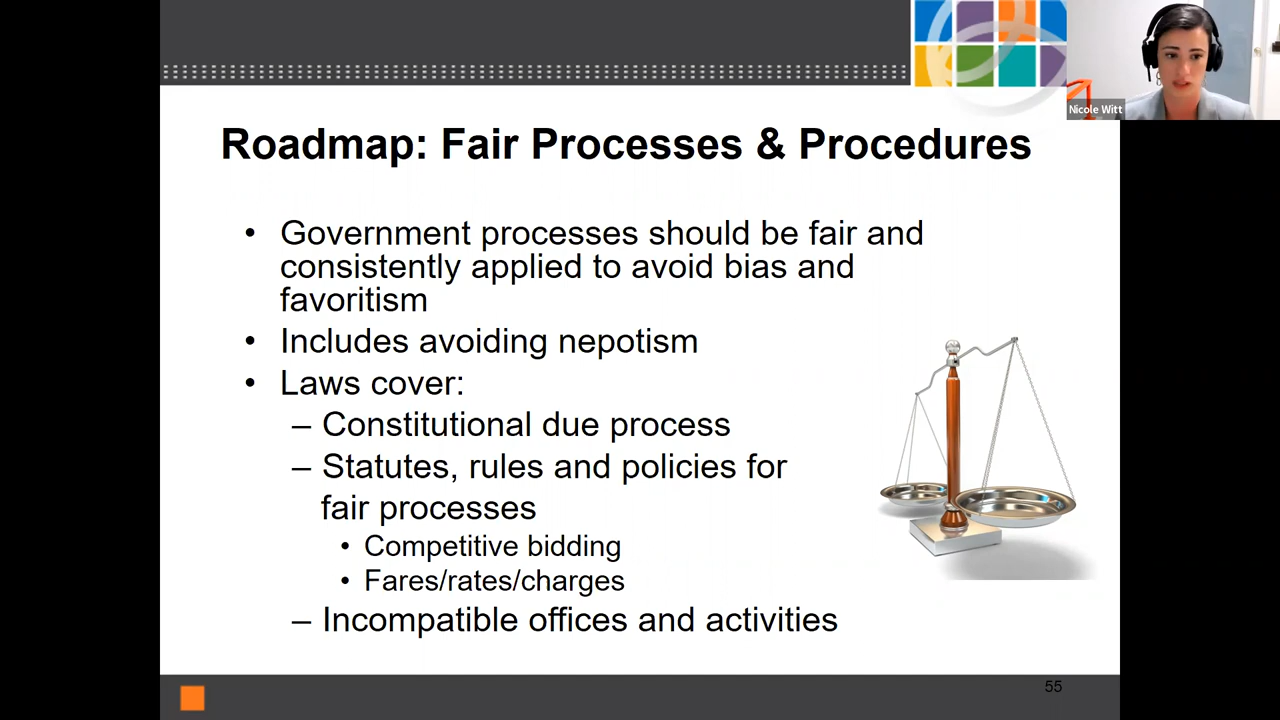 Nicole Witt
Roadmap: Fair Processes & Procedures
• Government processes should be fair and
consistently applied to avoid bias and
favoritism
• Includes avoiding nepotism
• Laws cover:
– Constitutional due process
– Statutes, rules and policies for
fair processes
• Competitive bidding
• Fares/rates/charges
– Incompatible offices and activities
55